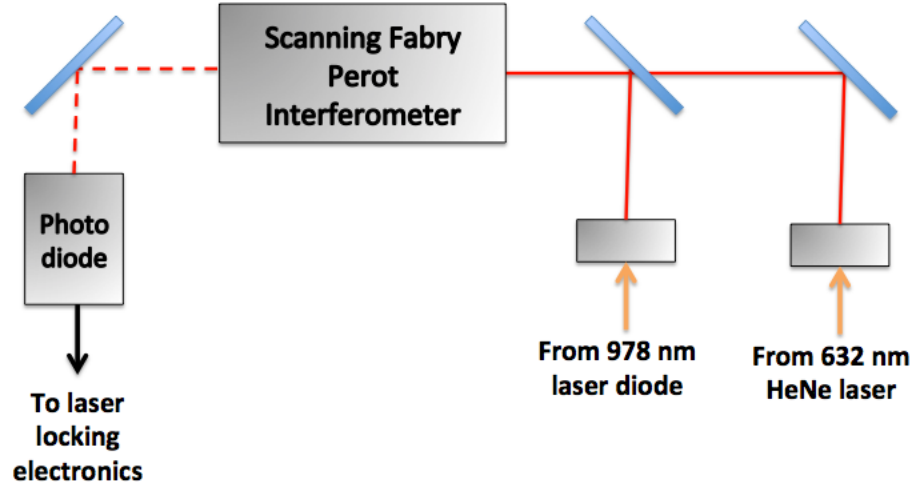 Scanning Fabry
Perot
Interferometer
Photo
diode
To laser
locking
electronics
From 978 nm
laser diode
From 632 nm
HeNe laser